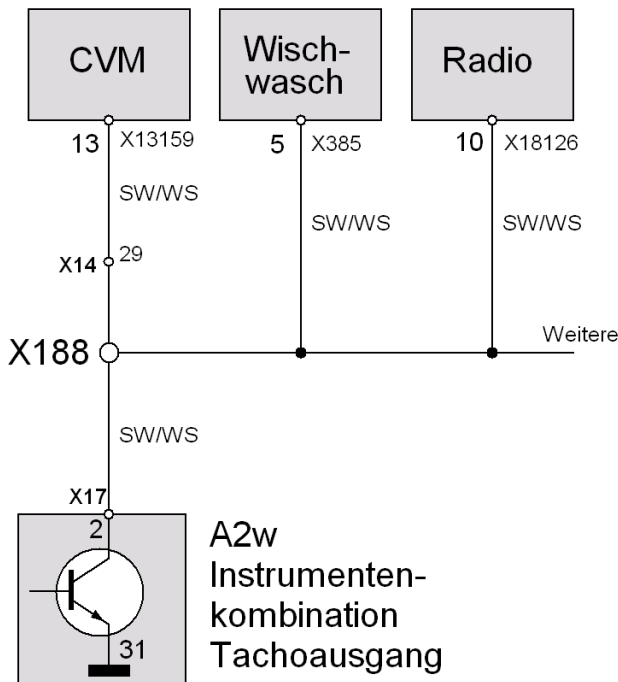 CVM
Wisch-
wasch
Radio
13 X13159
5 X385
10 X18126
SW/WS
SW/WS
SW/WS
X14 29
X188
Weitere
SW/WS
X17
2
31
A2w
Instrumenten-
kombination
Tachoausgang